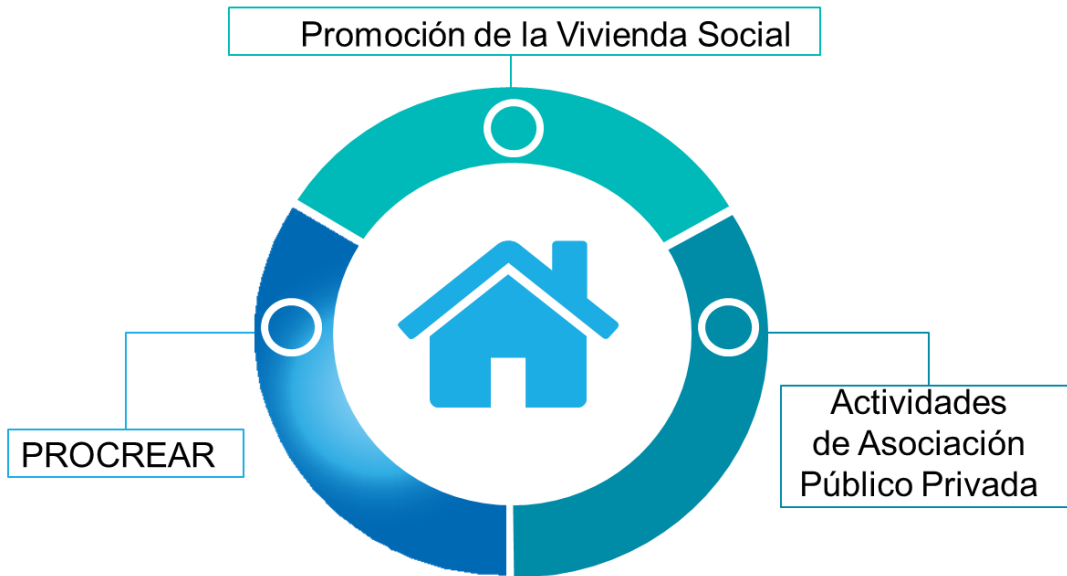 Promoción de la Vivienda Social
PROCREAR
Actividades
de Asociación
Público Privada